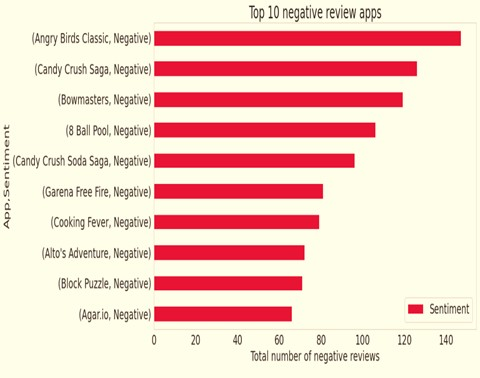 Top 10 negative review apps
App,Sentiment
(Angry Birds Classic, Negative)
(Candy Crush Saga, Negative)
(Bowmasters, Negative)
(8 Ball Pool, Negative)
(Candy Crush Soda Saga, Negative)
(Garena Free Fire, Negative)
(Cooking Fever, Negative)
(Alto's Adventure, Negative)
(Block Puzzle, Negative)
(Agar.io, Negative)
Sentiment
0 20 40 60 80 100 120 140
Total number of negative reviews